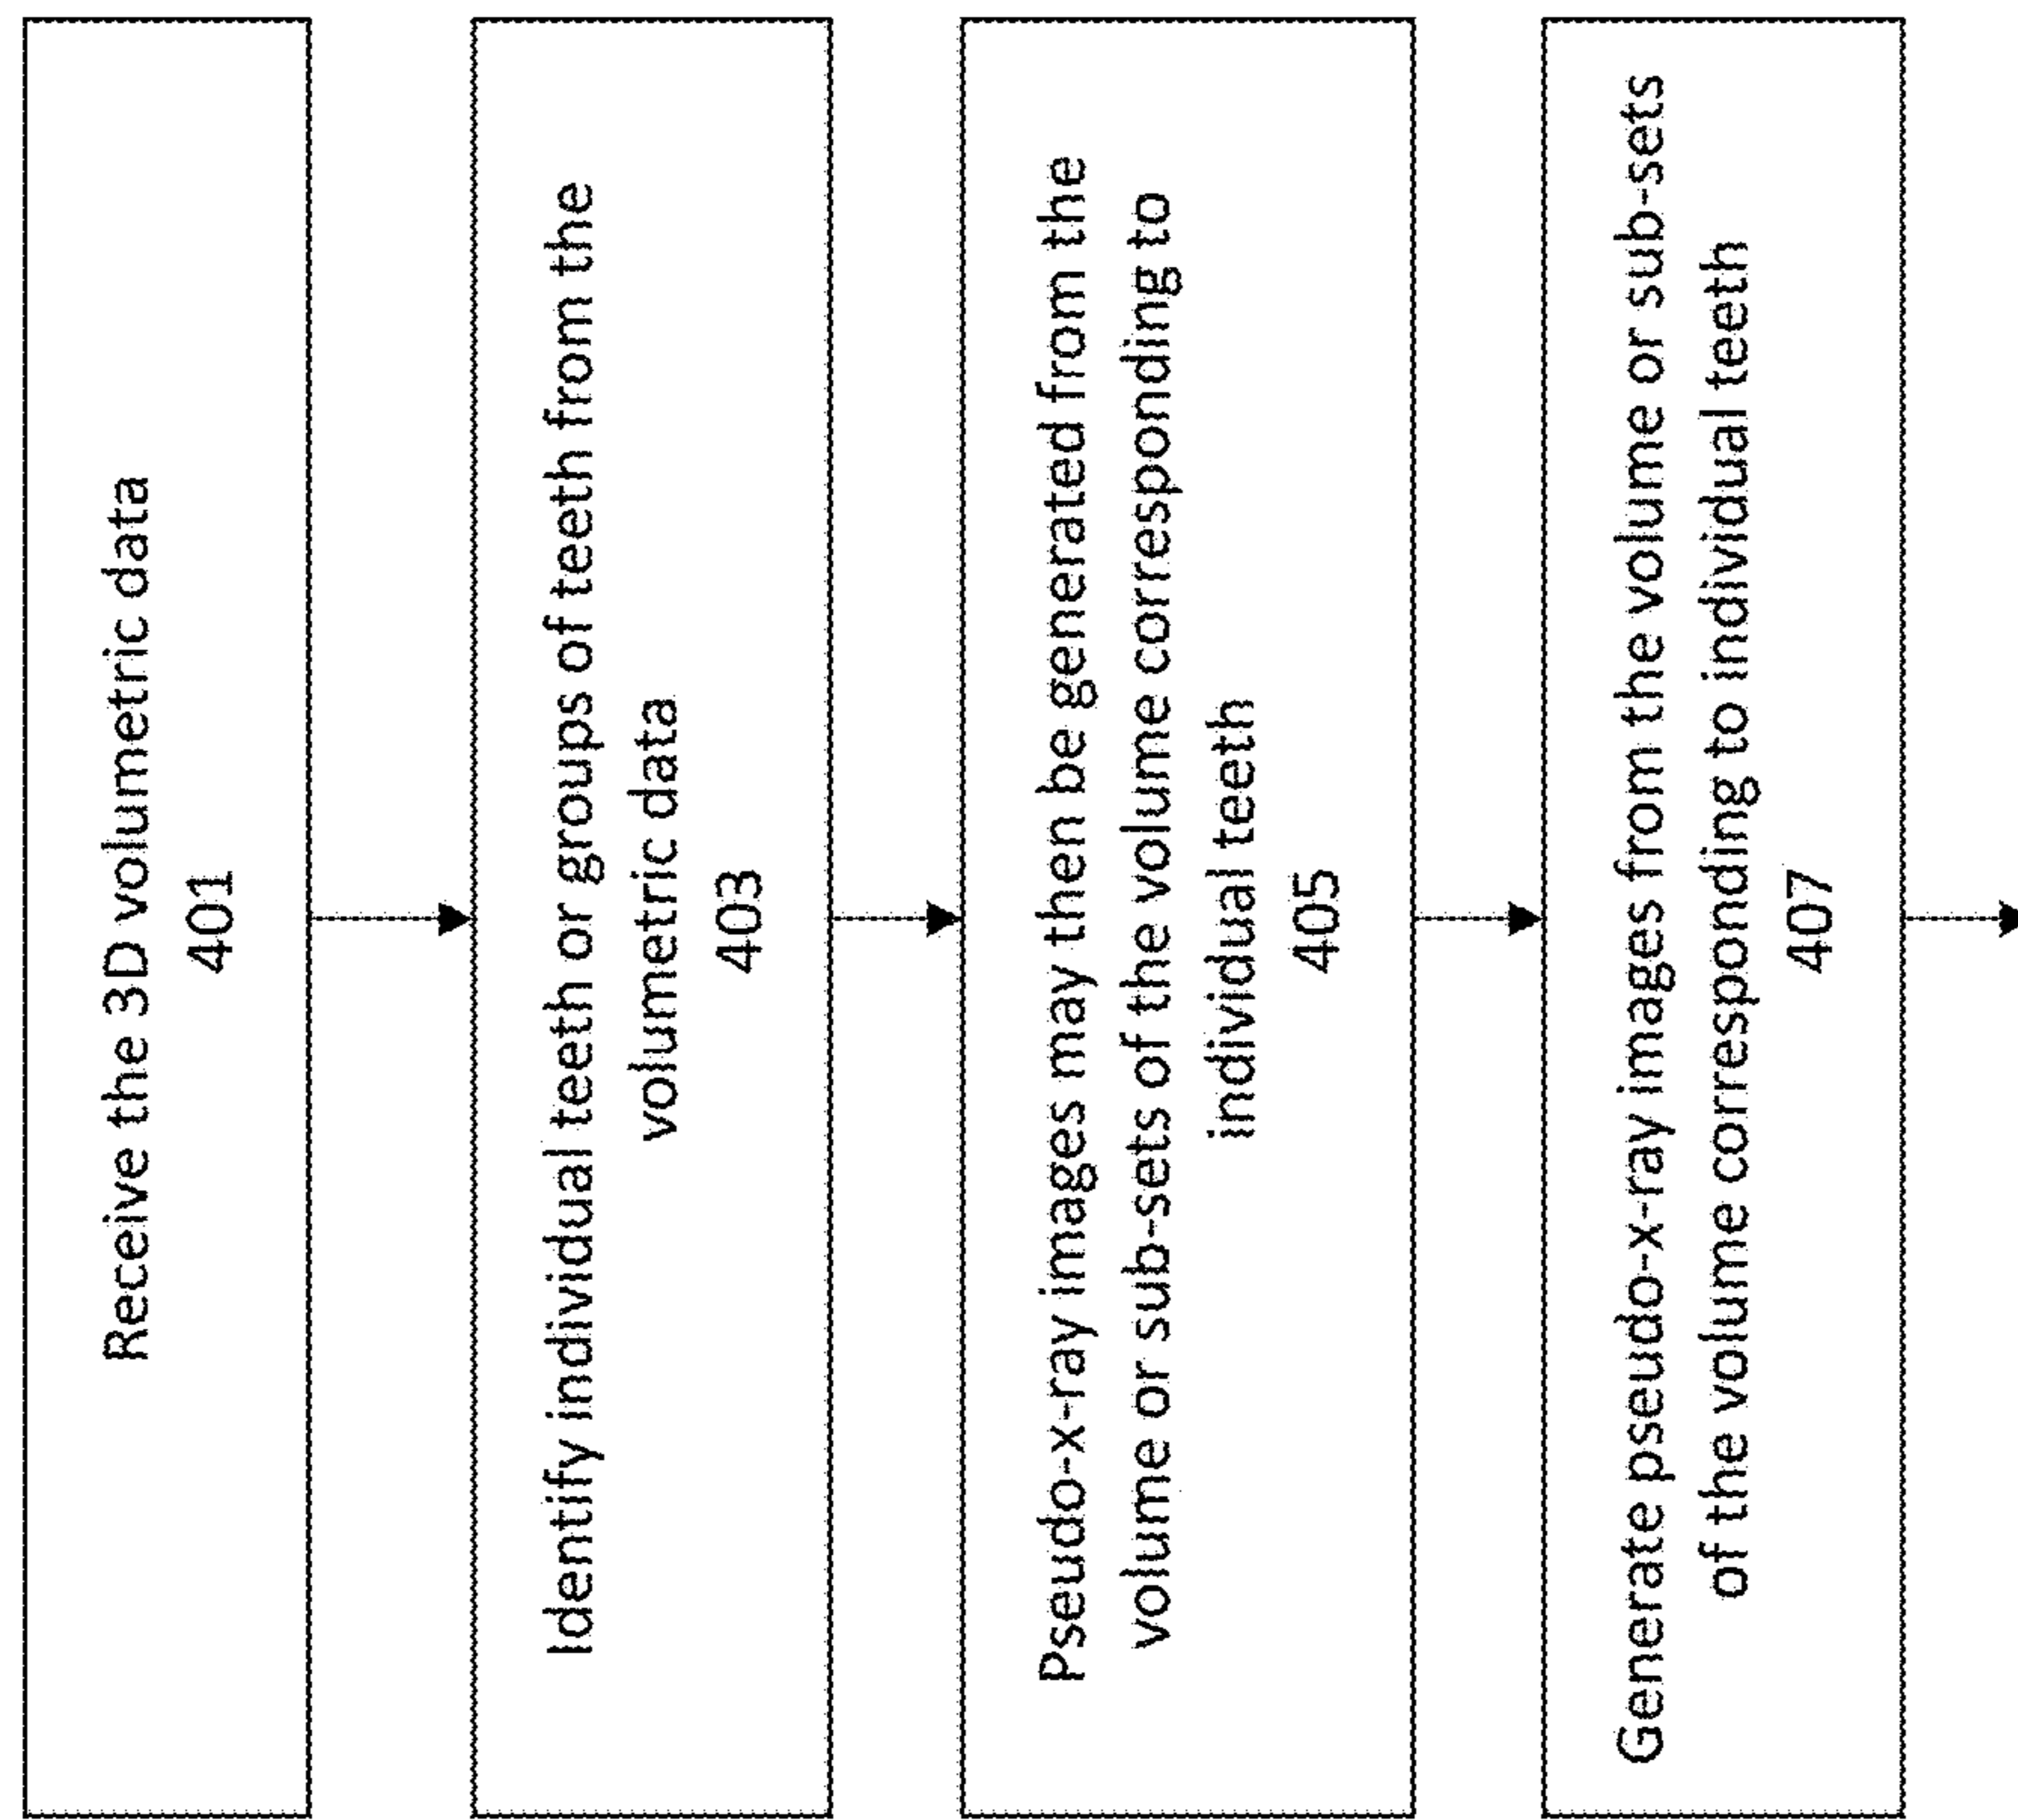 Receive the 3D volumetric data
401
Identify individual teeth or groups of teeth from the
volumetric data
403
Pseudo-x-ray images may then be generated from the
volume or sub-sets of the volume corresponding to
individual teeth
405
Generate pseudo-x-ray images from the volume or sub-sets
of the volume corresponding to individual teeth
407